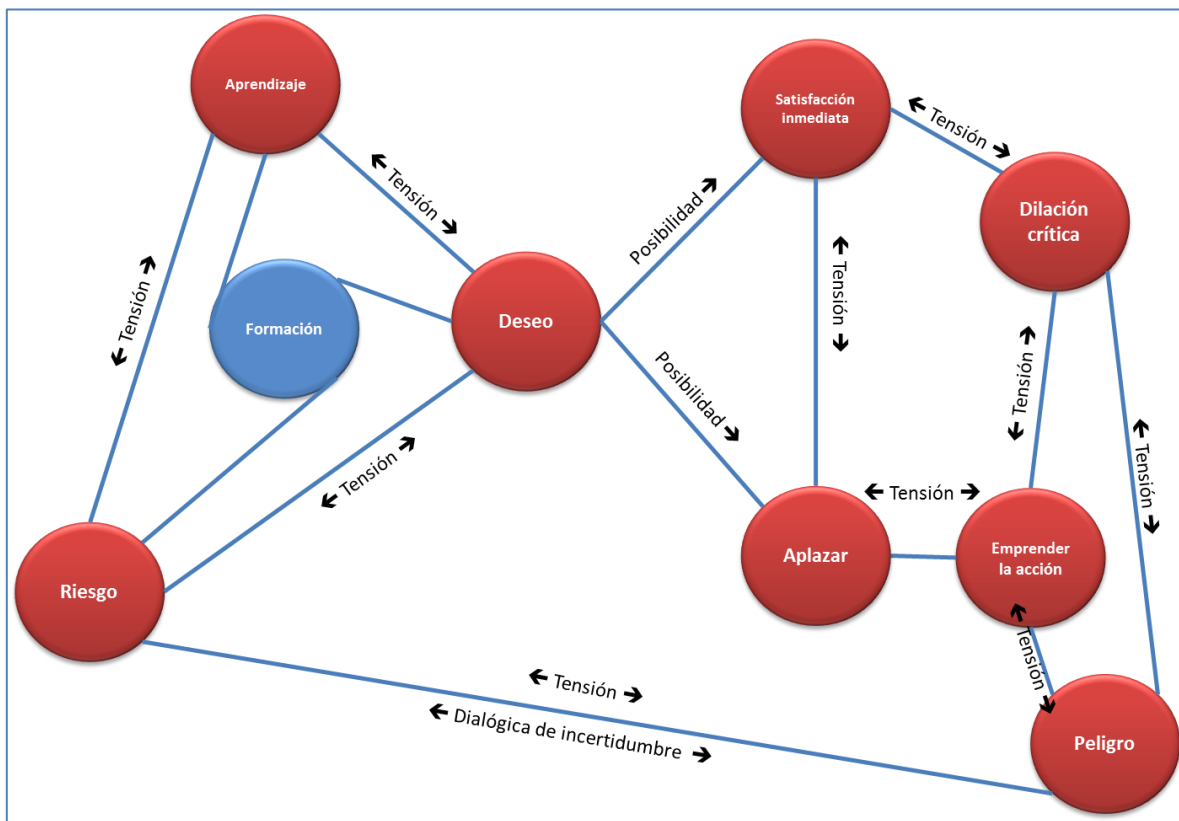 Aprendizaje
Satisfacción
inmediata
🡨 Tensión 🡪
🡨 Tensión 🡪
Dilación
crítica
Posibilidad 🡪
🡨 Tensión 🡪
🡨 Tensión 🡪
Formación
Deseo
Posibilidad 🡪
🡨 Tensión 🡪
🡨 Tensión 🡪
🡨 Tensión 🡪
🡨 Tensión 🡪
Riesgo
Aplazar
Emprender
la acción
🡨 Tensión 🡪
🡨 Tensión 🡪
🡨 Dialógica de incertidumbre 🡪
Peligro